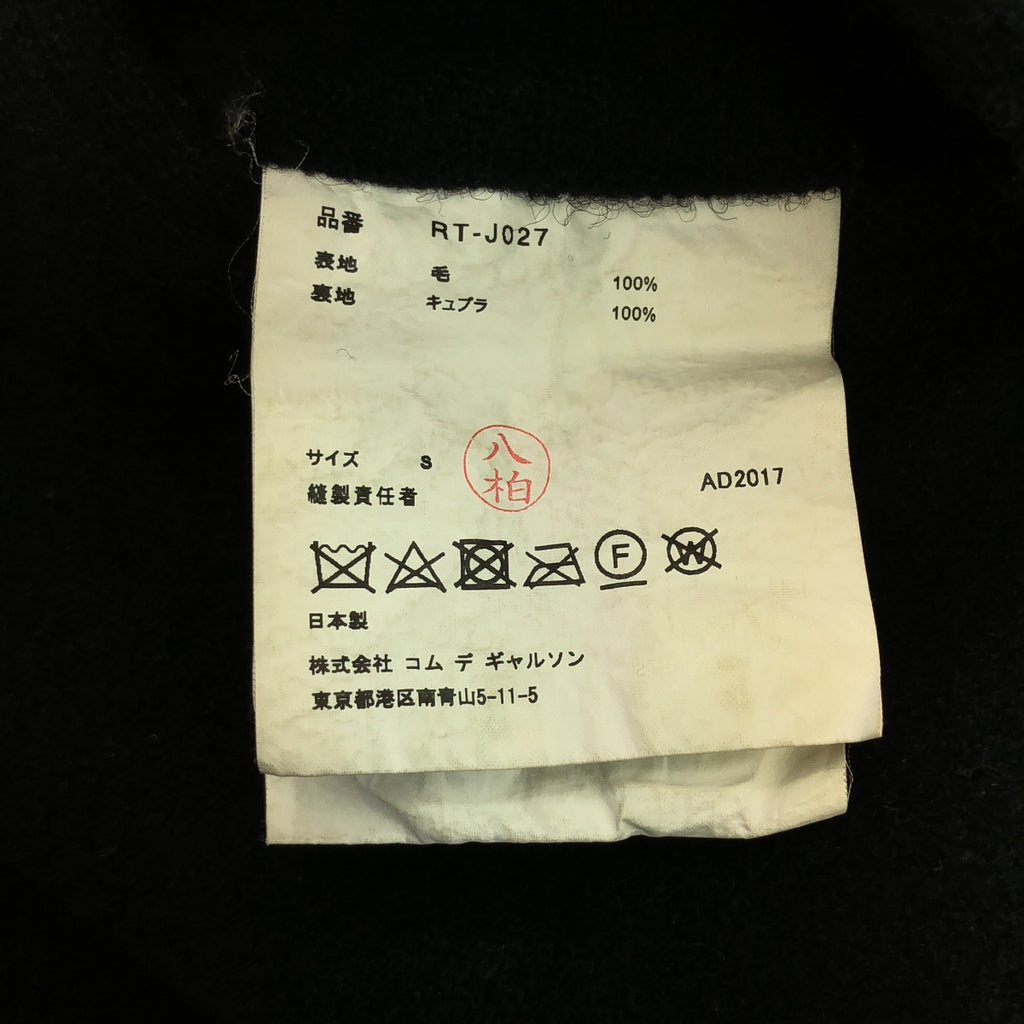 品番 RT-J027
表地 毛 100%
裏地 キュプラ 100%
サイズ S
八柏
縫製責任者
AD2017
F
W
日本製
株式会社 コム デ ギャルソン
東京都港区南青山5-11-5